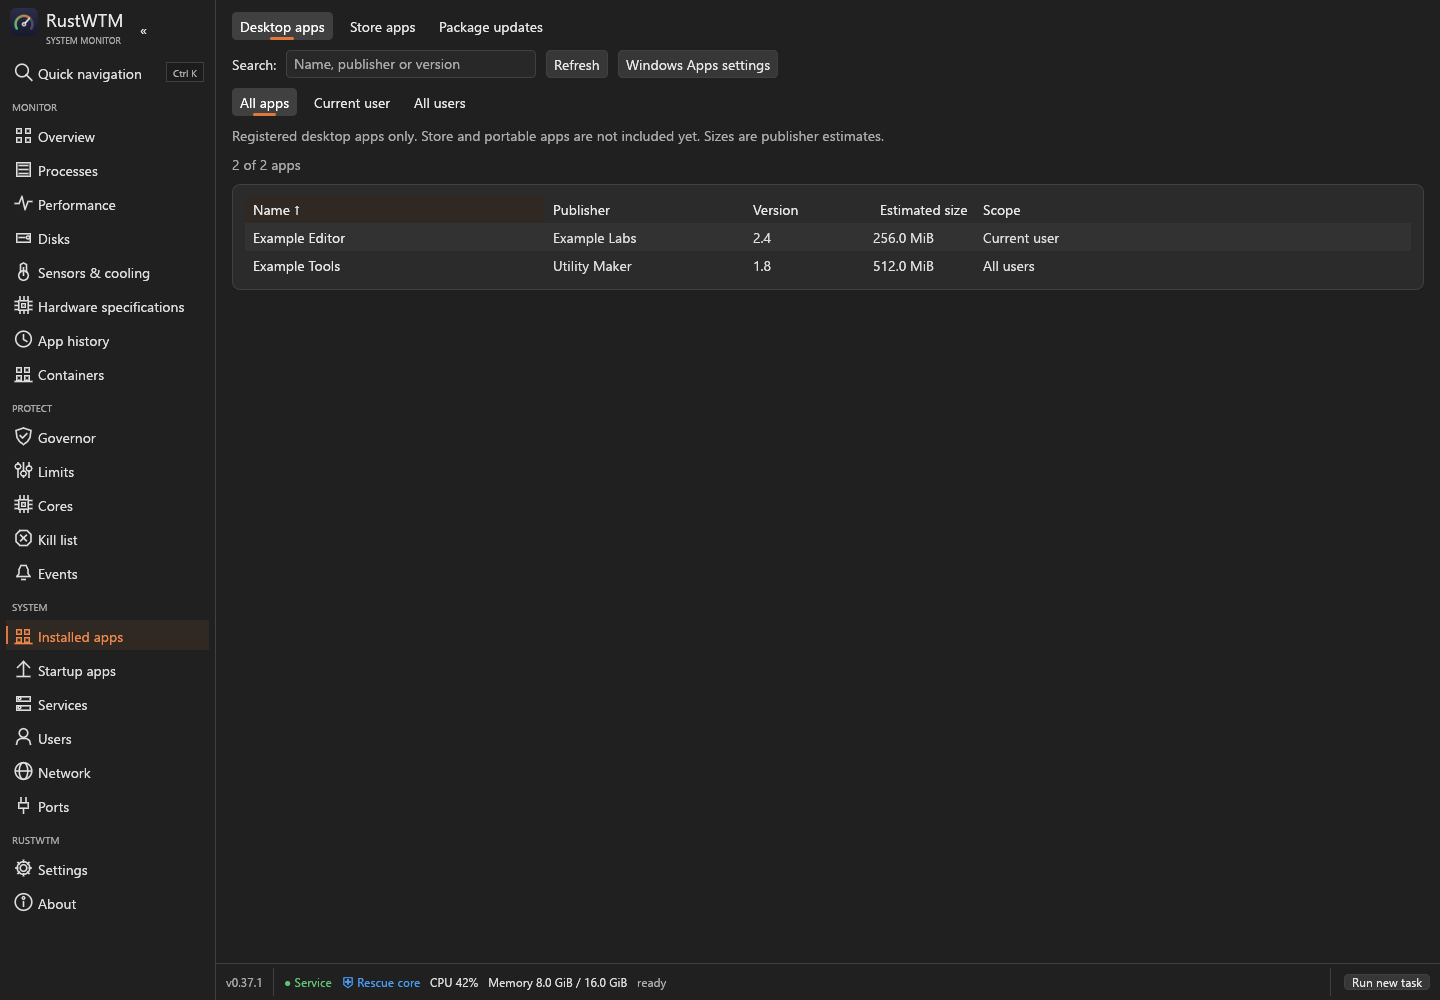 RustWTM
SYSTEM MONITOR
«
Quick navigation
Ctrl K
MONITOR
Overview
Processes
Performance
Disks
Sensors & cooling
Hardware specifications
App history
Containers
PROTECT
Governor
Limits
Cores
Kill list
Events
SYSTEM
Installed apps
Startup apps
Services
Users
Network
Ports
RUSTWTM
Settings
About
Desktop apps Store apps Package updates
Search: Name, publisher or version Refresh Windows Apps settings
All apps Current user All users
Registered desktop apps only. Store and portable apps are not included yet. Sizes are publisher estimates.
2 of 2 apps
Name ↑ Publisher Version Estimated size Scope
Example Editor Example Labs 2.4 256.0 MiB Current user
Example Tools Utility Maker 1.8 512.0 MiB All users
v0.37.1 Service Rescue core CPU 42% Memory 8.0 GiB / 16.0 GiB ready Run new task